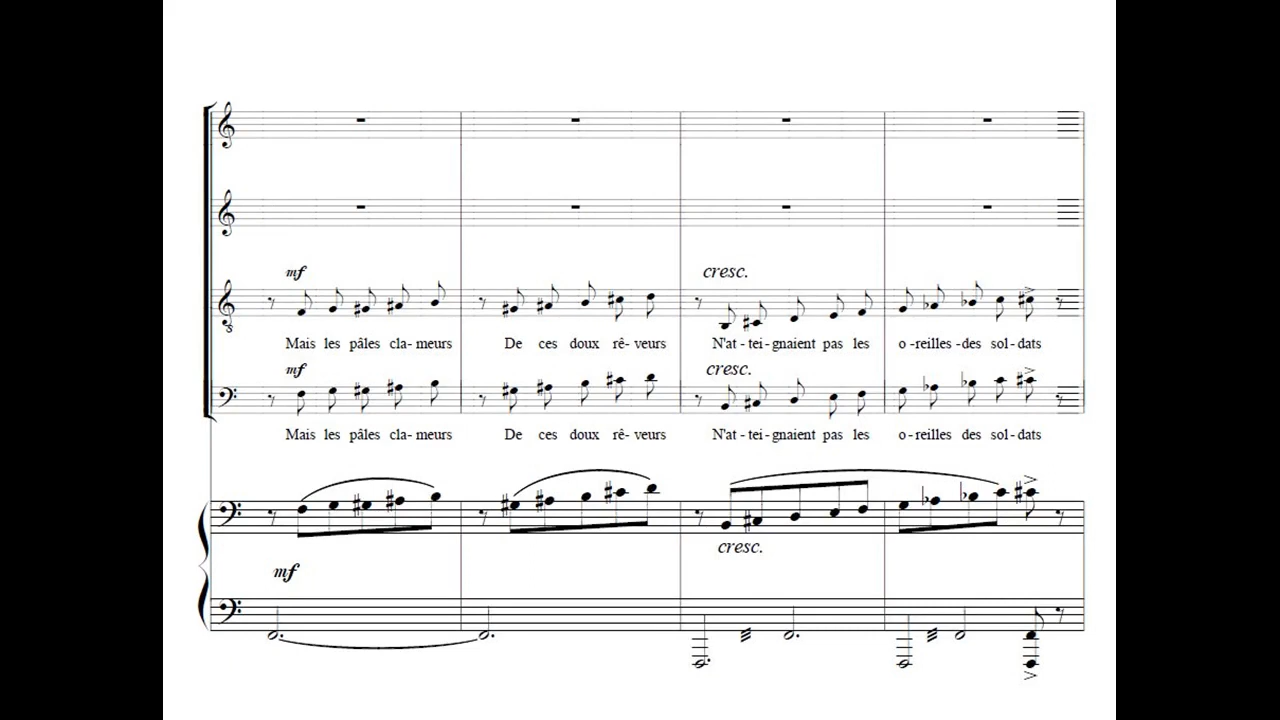 mf cresc.
Mais les pâles cla-meurs De ces doux rê-veurs N'at-tei-gnaient pas les o-reilles-des sol-dats
mf cresc.
Mais les pâles cla-meurs De ces doux rê-veurs N'at-tei-gnaient pas les o-reilles des sol-dats
cresc.
mf